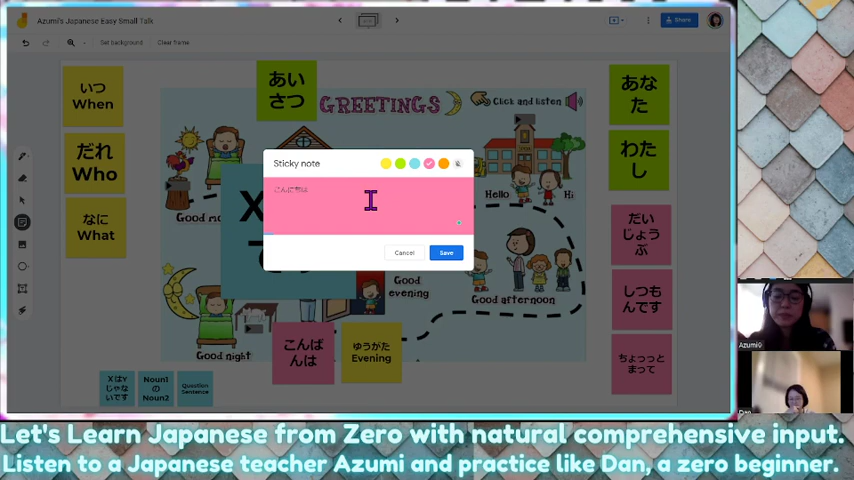 Azumi's Japanese Easy Small Talk
Share
Set background
Clear frame
いつ
When
だれ
Who
なに
What
あい
さつ
GREETINGS
Click and listen
あな
た
わた
し
だい
じょう
ぶ
しつも
んです
ちょっっと
まって
Sticky note
Cancel
Save
X
Hello
Hi
Good
evening
Good afternoon
Good night
こんば
んは
ゆうがた
Evening
X は Y
じゃな
いです
Noun1
の
Noun2
Question
Sentence
Azumi
Dan
Let's Learn Japanese from Zero with natural comprehensive input.
Listen to a Japanese teacher Azumi and practice like Dan, a zero beginner.